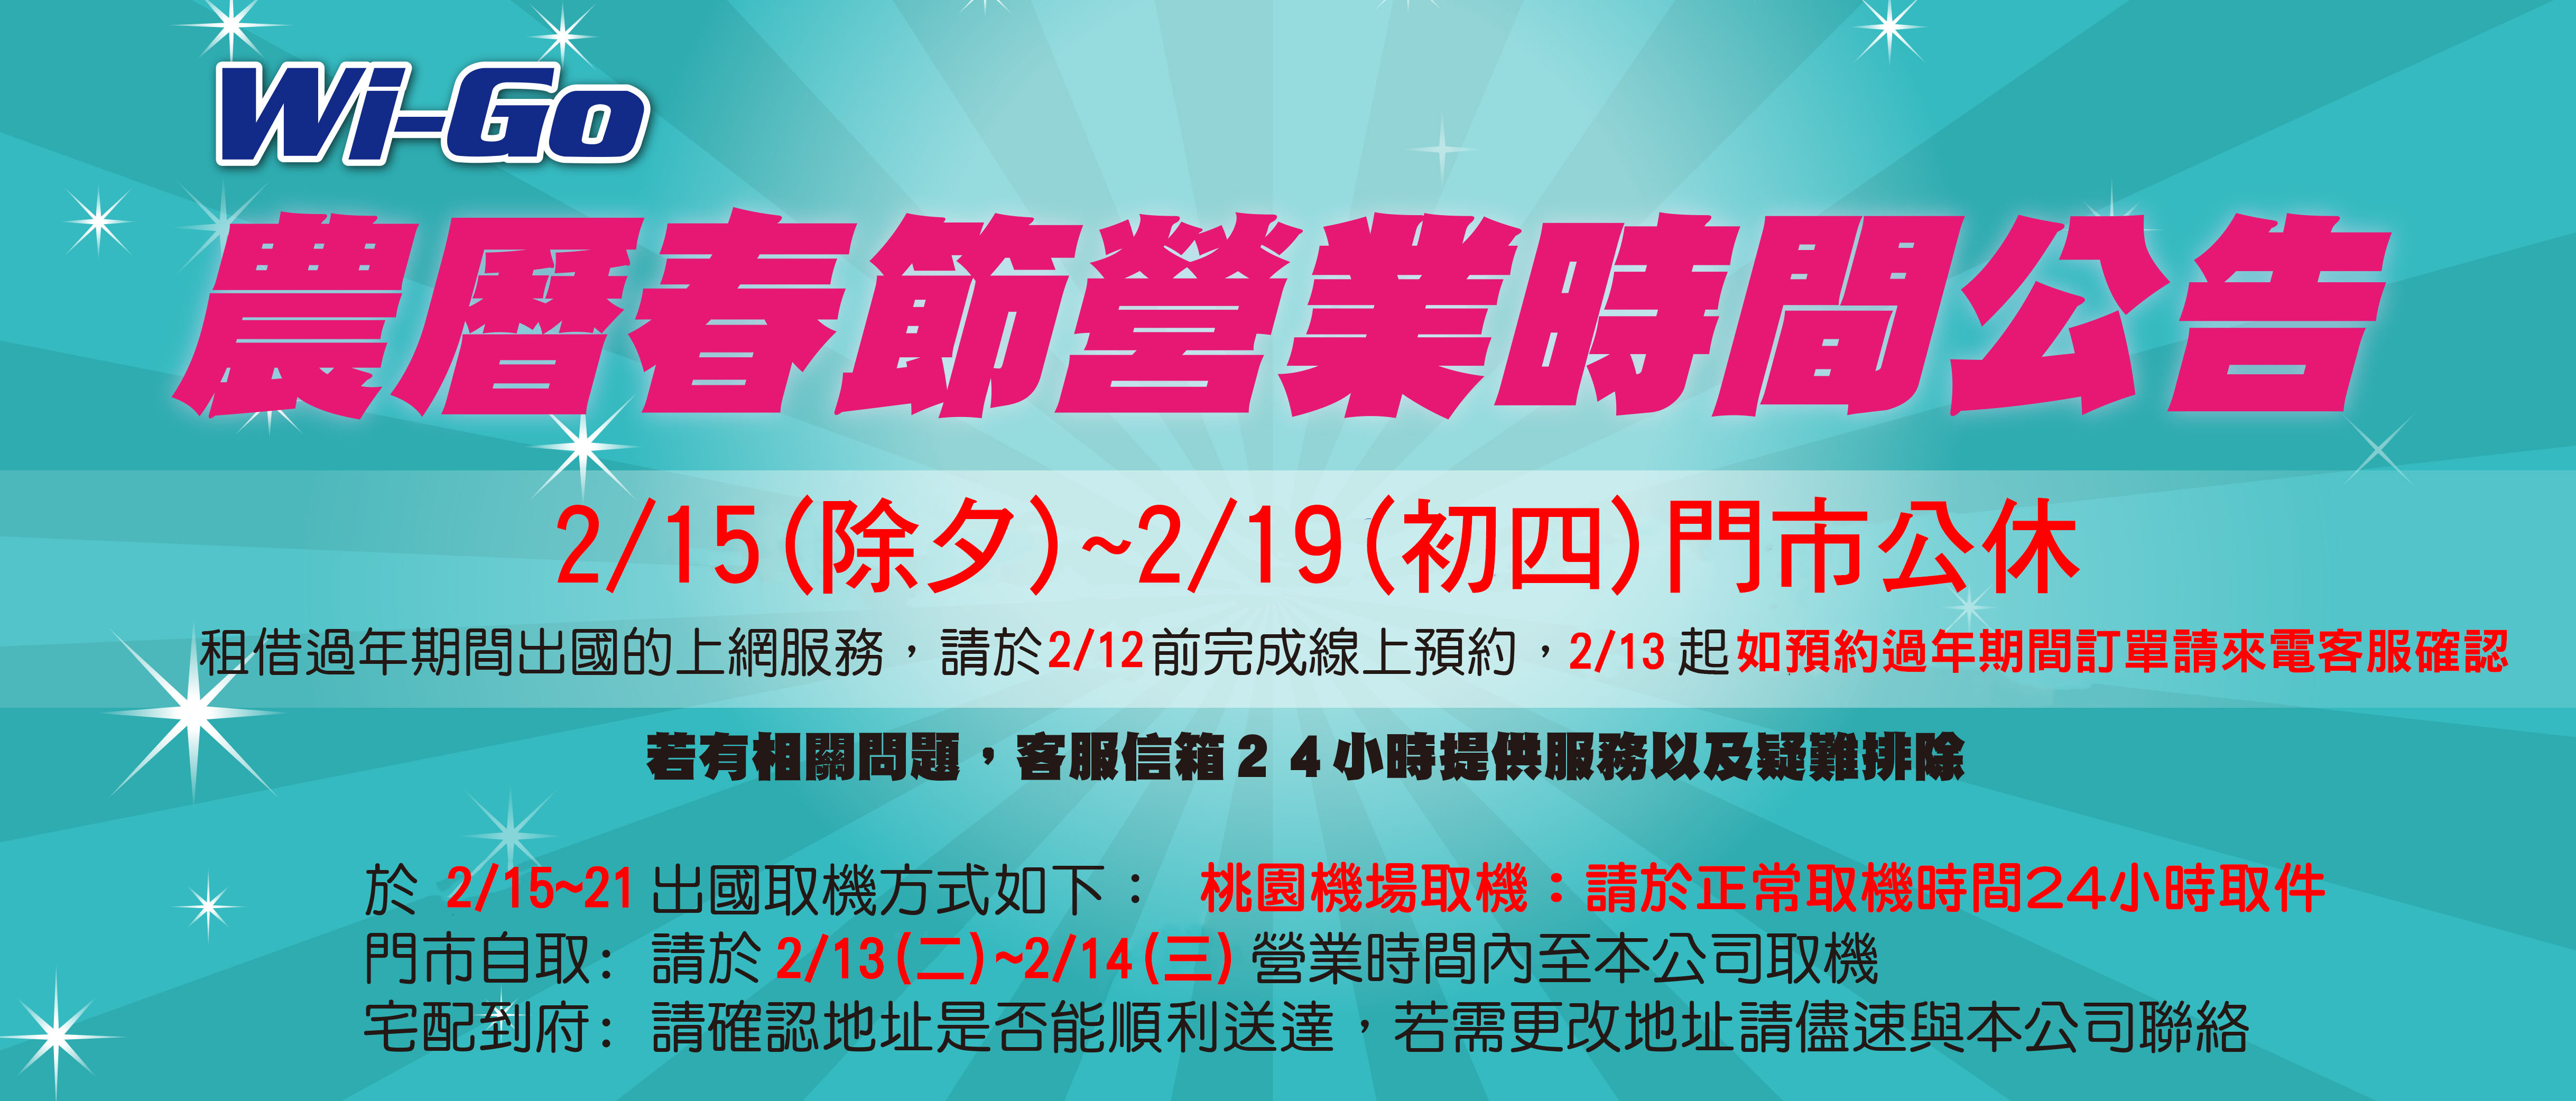 Wi-Go
農曆春節營業時間公告
2/15(除夕)~2/19(初四)門市公休
租借過年期間出國的上網服務，請於2/12前完成線上預約，2/13 起如預約過年期間訂單請來電客服確認
若有相關問題，客服信箱２４小時提供服務以及疑難排除
於 2/15~21 出國取機方式如下： 桃園機場取機：請於正常取機時間24小時取件
門市自取: 請於 2/13(二)~2/14(三) 營業時間內至本公司取機
宅配到府: 請確認地址是否能順利送達，若需更改地址請儘速與本公司聯絡